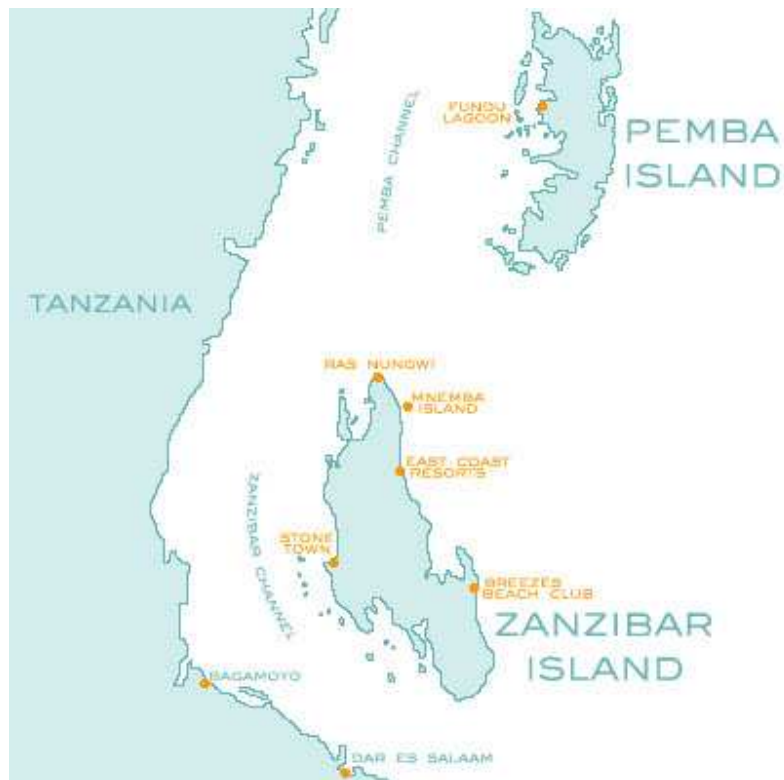 FUNDU
LAGOON
PEMBA
ISLAND
PEMBA CHANNEL
TANZANIA
RAS NUNGWI
MNEMBA
ISLAND
EAST COAST
RESORTS
ZANZIBAR CHANNEL
STONE
TOWN
BREEZES
BEACH CLUB
ZANZIBAR
ISLAND
BAGAMOYO
DAR ES SALAAM